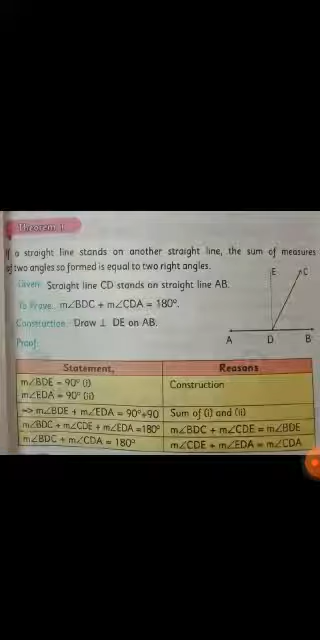 Theorem 1.
If a straight line stands on another straight line, the sum of measures
of two angles so formed is equal to two right angles.
Given: Straight line CD stands on straight line AB.
To Prove: m∠BDC + m∠CDA = 180°.
Construction: Draw ⊥ DE on AB.
Proof:
E C
A D B
Statement, Reasons
m∠BDE = 90° (i) Construction
m∠EDA = 90° (ii)
=> m∠BDE + m∠EDA = 90°+90 Sum of (i) and (ii)
m∠BDC + m∠CDE + m∠EDA =180° m∠BDC + m∠CDE = m∠BDE
m∠BDC + m∠CDA = 180° m∠CDE + m∠EDA = m∠CDA